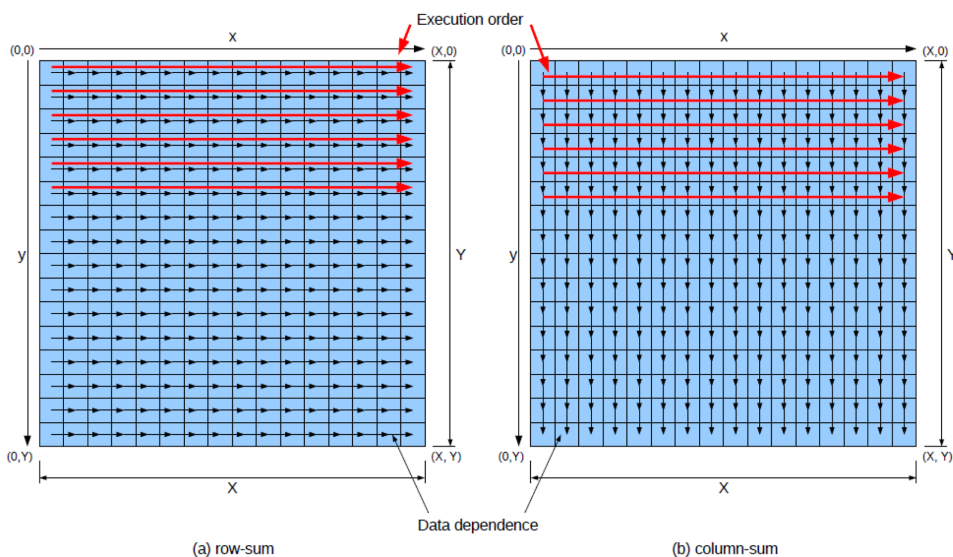 Execution order
x
x
(0,0)
(X,0)
(0,0)
(X,0)
y
Y
y
Y
(0,Y)
(X, Y)
(0,Y)
(X, Y)
X
X
Data dependence
(a) row-sum
(b) column-sum